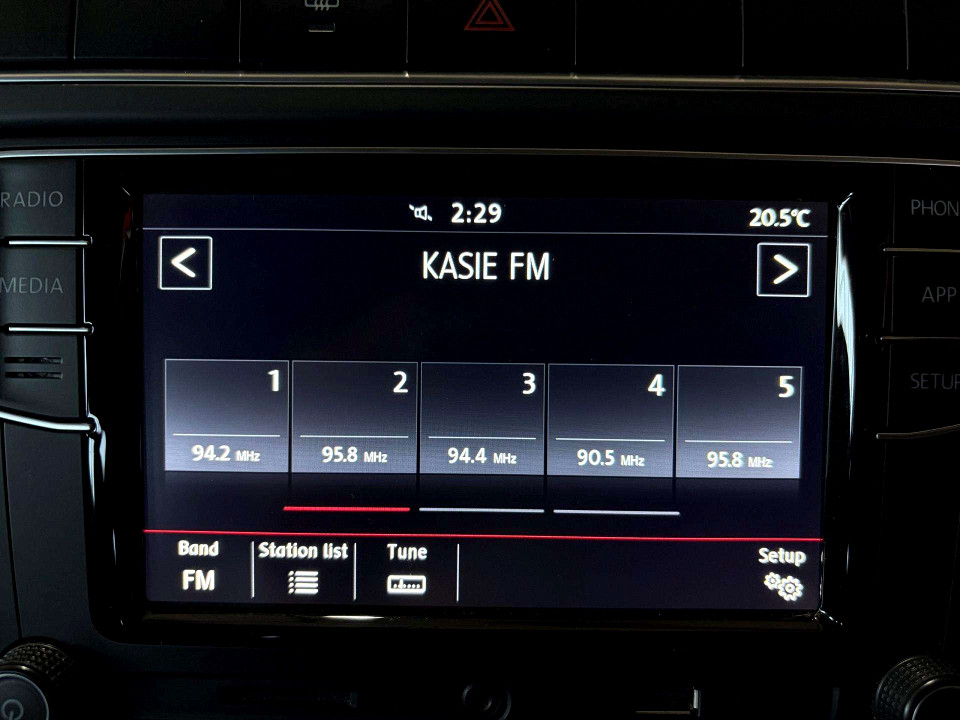 RADIO
MEDIA
PHON
APP
SETUP
2:29
20.5°C
< KASIE FM >
1 2 3 4 5
94.2 MHz 95.8 MHz 94.4 MHz 90.5 MHz 95.8 MHz
Band Station list Tune Setup
FM